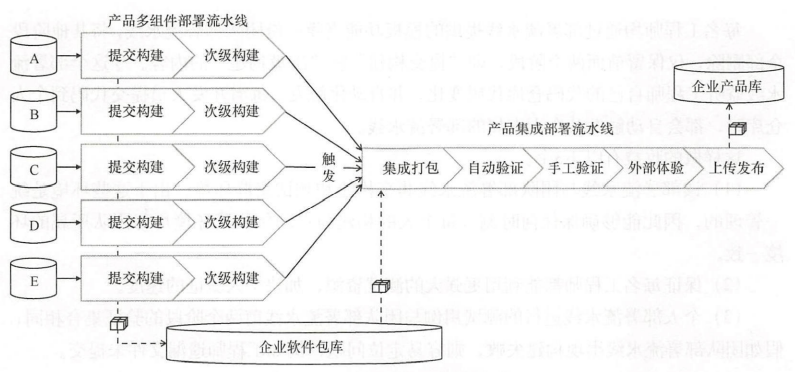 产品多组件部署流水线
A
提交构建
次级构建
B
提交构建
次级构建
C
提交构建
次级构建
D
提交构建
次级构建
E
提交构建
次级构建
触发
产品集成部署流水线
集成打包
自动验证
手工验证
外部体验
上传发布
企业产品库
企业软件包库